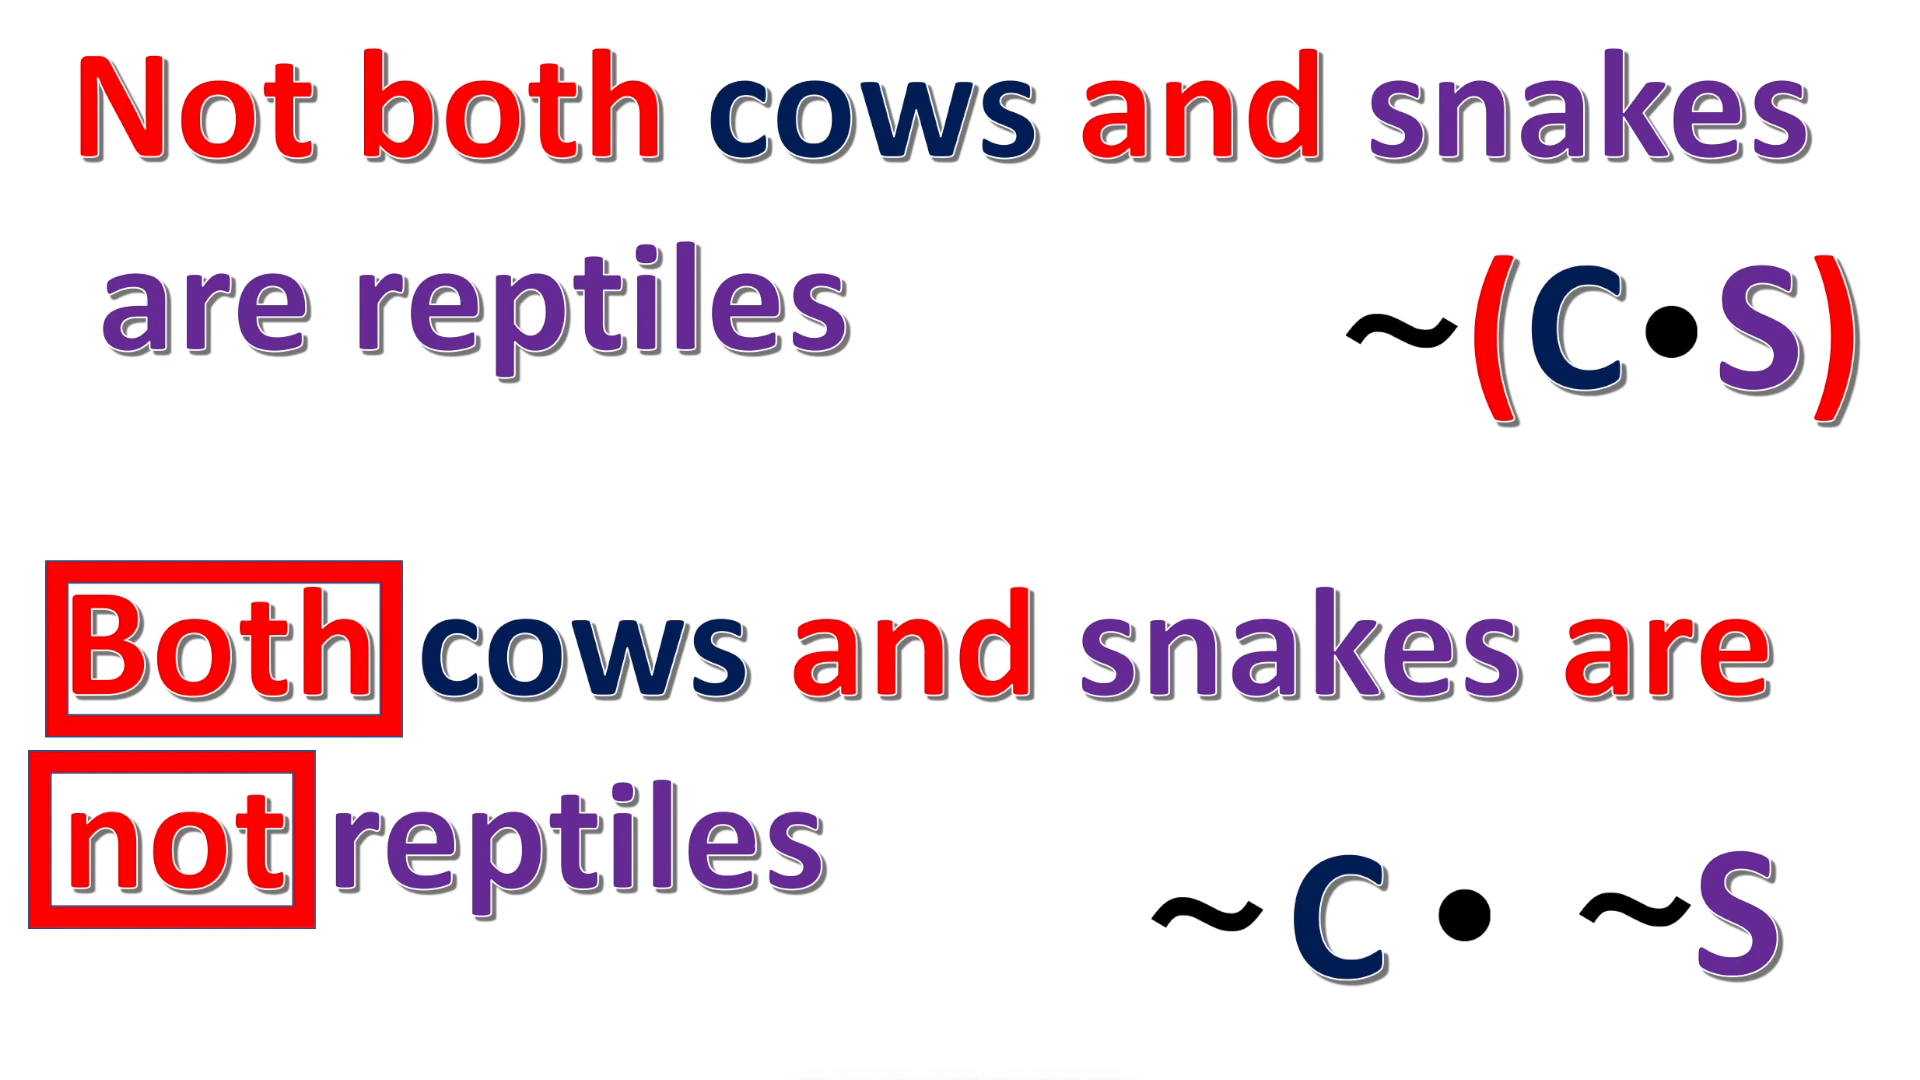 Not both cows and snakes
are reptiles
~(C•S)
Both cows and snakes are
not reptiles
~C • ~S